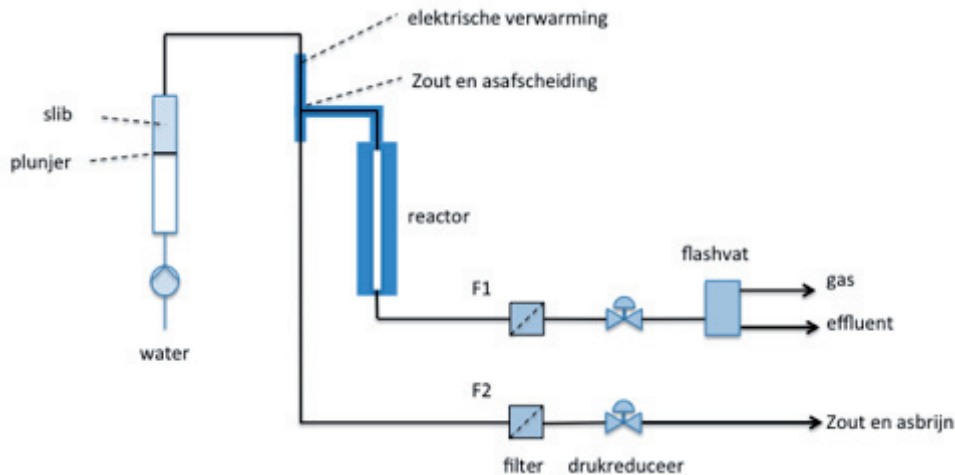 elektrische verwarming
Zout en asafscheiding
slib
plunjer
reactor
flashvat
F1
gas
effluent
water
F2
Zout en asbrijn
filter
drukreduceer